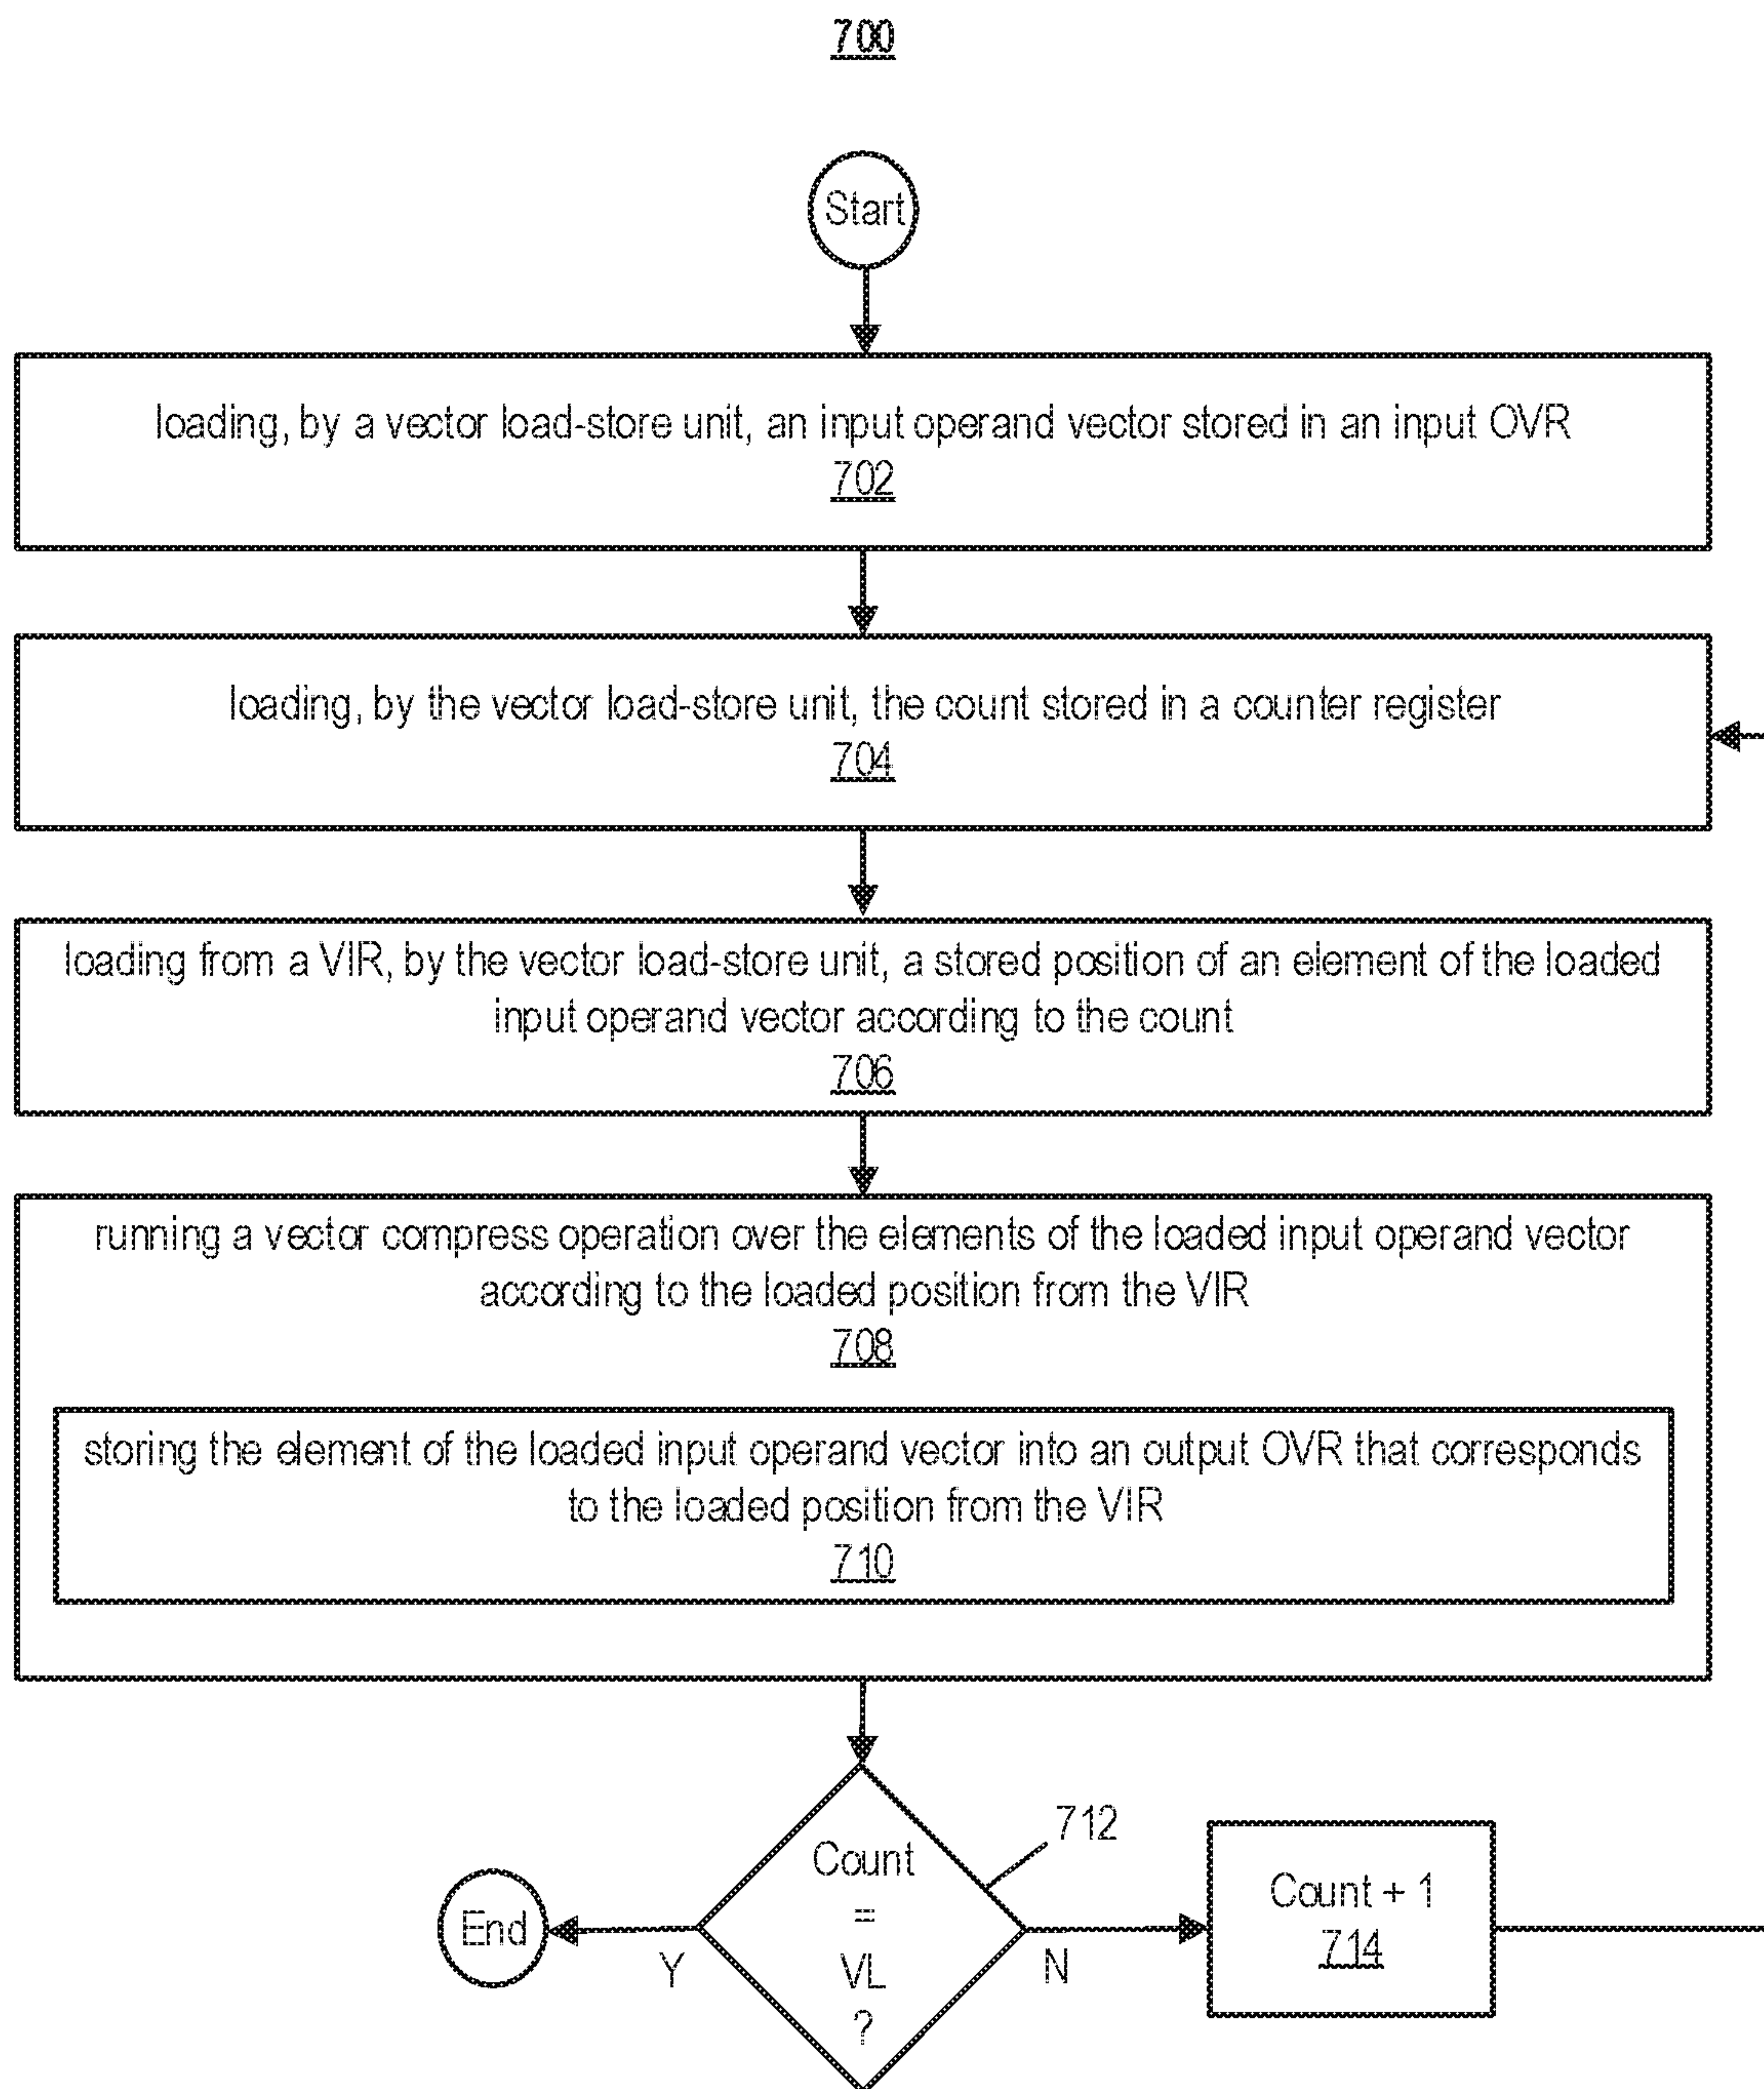 700
Start
loading, by a vector load-store unit, an input operand vector stored in an input OVR
702
loading, by the vector load-store unit, the count stored in a counter register
704
loading from a VIR, by the vector load-store unit, a stored position of an element of the loaded
input operand vector according to the count
706
running a vector compress operation over the elements of the loaded input operand vector
according to the loaded position from the VIR
708
storing the element of the loaded input operand vector into an output OVR that corresponds
to the loaded position from the VIR
710
712
Count
=
VL
?
Y
N
End
Count + 1
714